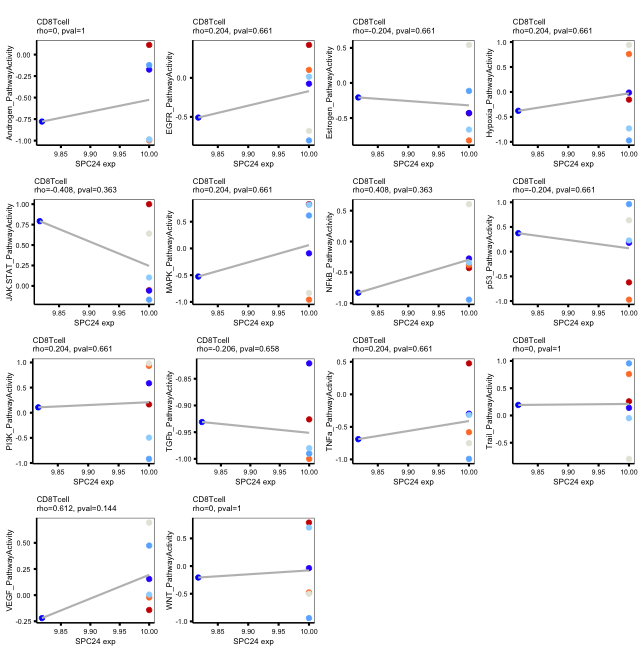 CD8Tcell
rho=0, pval=1
Androgen_PathwayActivity
0.00
-0.25
-0.50
-0.75
-1.00
9.85
9.90
9.95
10.00
SPC24 exp
CD8Tcell
rho=0.204, pval=0.661
EGFR_PathwayActivity
0.0
-0.5
9.85
9.90
9.95
10.00
SPC24 exp
CD8Tcell
rho=-0.204, pval=0.661
Estrogen_PathwayActivity
0.5
0.0
-0.5
9.85
9.90
9.95
10.00
SPC24 exp
CD8Tcell
rho=0.204, pval=0.661
Hypoxia_PathwayActivity
1.0
0.5
0.0
-0.5
-1.0
9.85
9.90
9.95
10.00
SPC24 exp
CD8Tcell
rho=-0.408, pval=0.363
JAK.STAT_PathwayActivity
1.00
0.75
0.50
0.25
0.00
9.85
9.90
9.95
10.00
SPC24 exp
CD8Tcell
rho=0.204, pval=0.661
MAPK_PathwayActivity
0.5
0.0
-0.5
-1.0
9.85
9.90
9.95
10.00
SPC24 exp
CD8Tcell
rho=0.408, pval=0.363
NFkB_PathwayActivity
0.5
0.0
-0.5
-1.0
9.85
9.90
9.95
10.00
SPC24 exp
CD8Tcell
rho=-0.204, pval=0.661
p53_PathwayActivity
1.0
0.5
0.0
-0.5
-1.0
9.85
9.90
9.95
10.00
SPC24 exp
CD8Tcell
rho=0.204, pval=0.661
PI3K_PathwayActivity
1.0
0.5
0.0
-0.5
-1.0
9.85
9.90
9.95
10.00
SPC24 exp
CD8Tcell
rho=-0.206, pval=0.658
TGFb_PathwayActivity
-0.85
-0.90
-0.95
-1.00
9.85
9.90
9.95
10.00
SPC24 exp
CD8Tcell
rho=0.204, pval=0.661
TNFa_PathwayActivity
0.5
0.0
-0.5
-1.0
9.85
9.90
9.95
10.00
SPC24 exp
CD8Tcell
rho=0, pval=1
Trail_PathwayActivity
0.5
0.0
-0.5
9.85
9.90
9.95
10.00
SPC24 exp
CD8Tcell
rho=0.612, pval=0.144
VEGF_PathwayActivity
0.50
0.25
0.00
-0.25
9.85
9.90
9.95
10.00
SPC24 exp
CD8Tcell
rho=0, pval=1
WNT_PathwayActivity
0.5
0.0
-0.5
-1.0
9.85
9.90
9.95
10.00
SPC24 exp